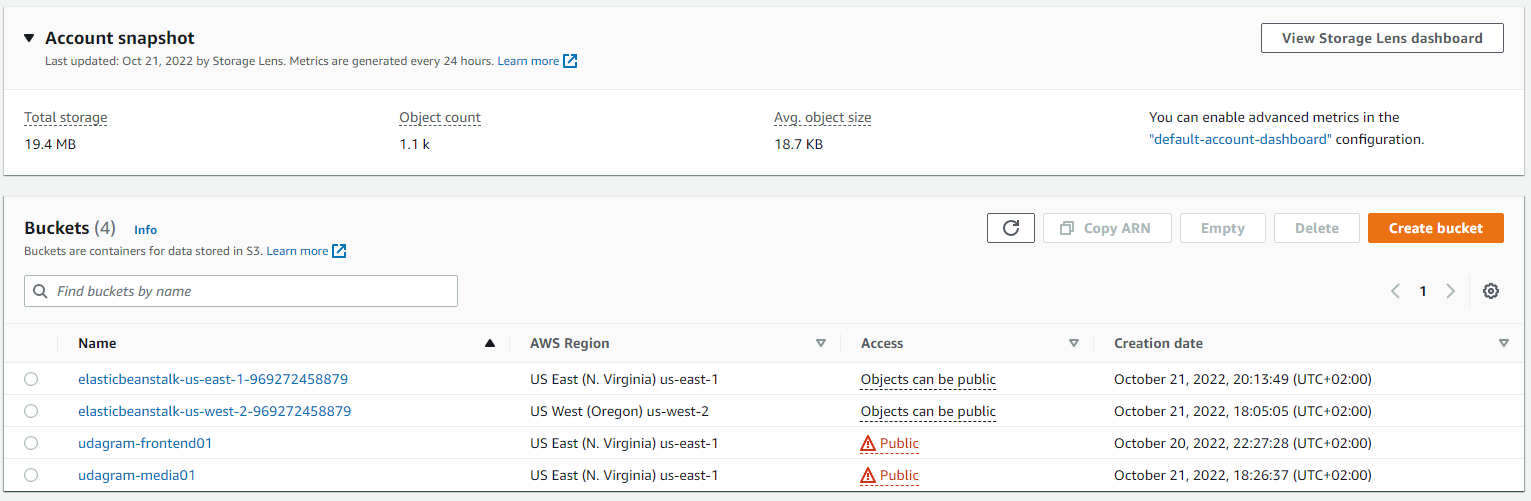 Account snapshot
View Storage Lens dashboard
Last updated: Oct 21, 2022 by Storage Lens. Metrics are generated every 24 hours. Learn more
Total storage
Object count
Avg. object size
You can enable advanced metrics in the
19.4 MB
1.1 k
18.7 KB
"default-account-dashboard" configuration.
Buckets (4) Info
Copy ARN
Empty
Delete
Create bucket
Buckets are containers for data stored in S3. Learn more
Find buckets by name
1
Name AWS Region Access Creation date
elasticbeanstalk-us-east-1-969272458879 US East (N. Virginia) us-east-1 Objects can be public October 21, 2022, 20:13:49 (UTC+02:00)
elasticbeanstalk-us-west-2-969272458879 US West (Oregon) us-west-2 Objects can be public October 21, 2022, 18:05:05 (UTC+02:00)
udagram-frontend01 US East (N. Virginia) us-east-1 Public October 20, 2022, 22:27:28 (UTC+02:00)
udagram-media01 US East (N. Virginia) us-east-1 Public October 21, 2022, 18:26:37 (UTC+02:00)